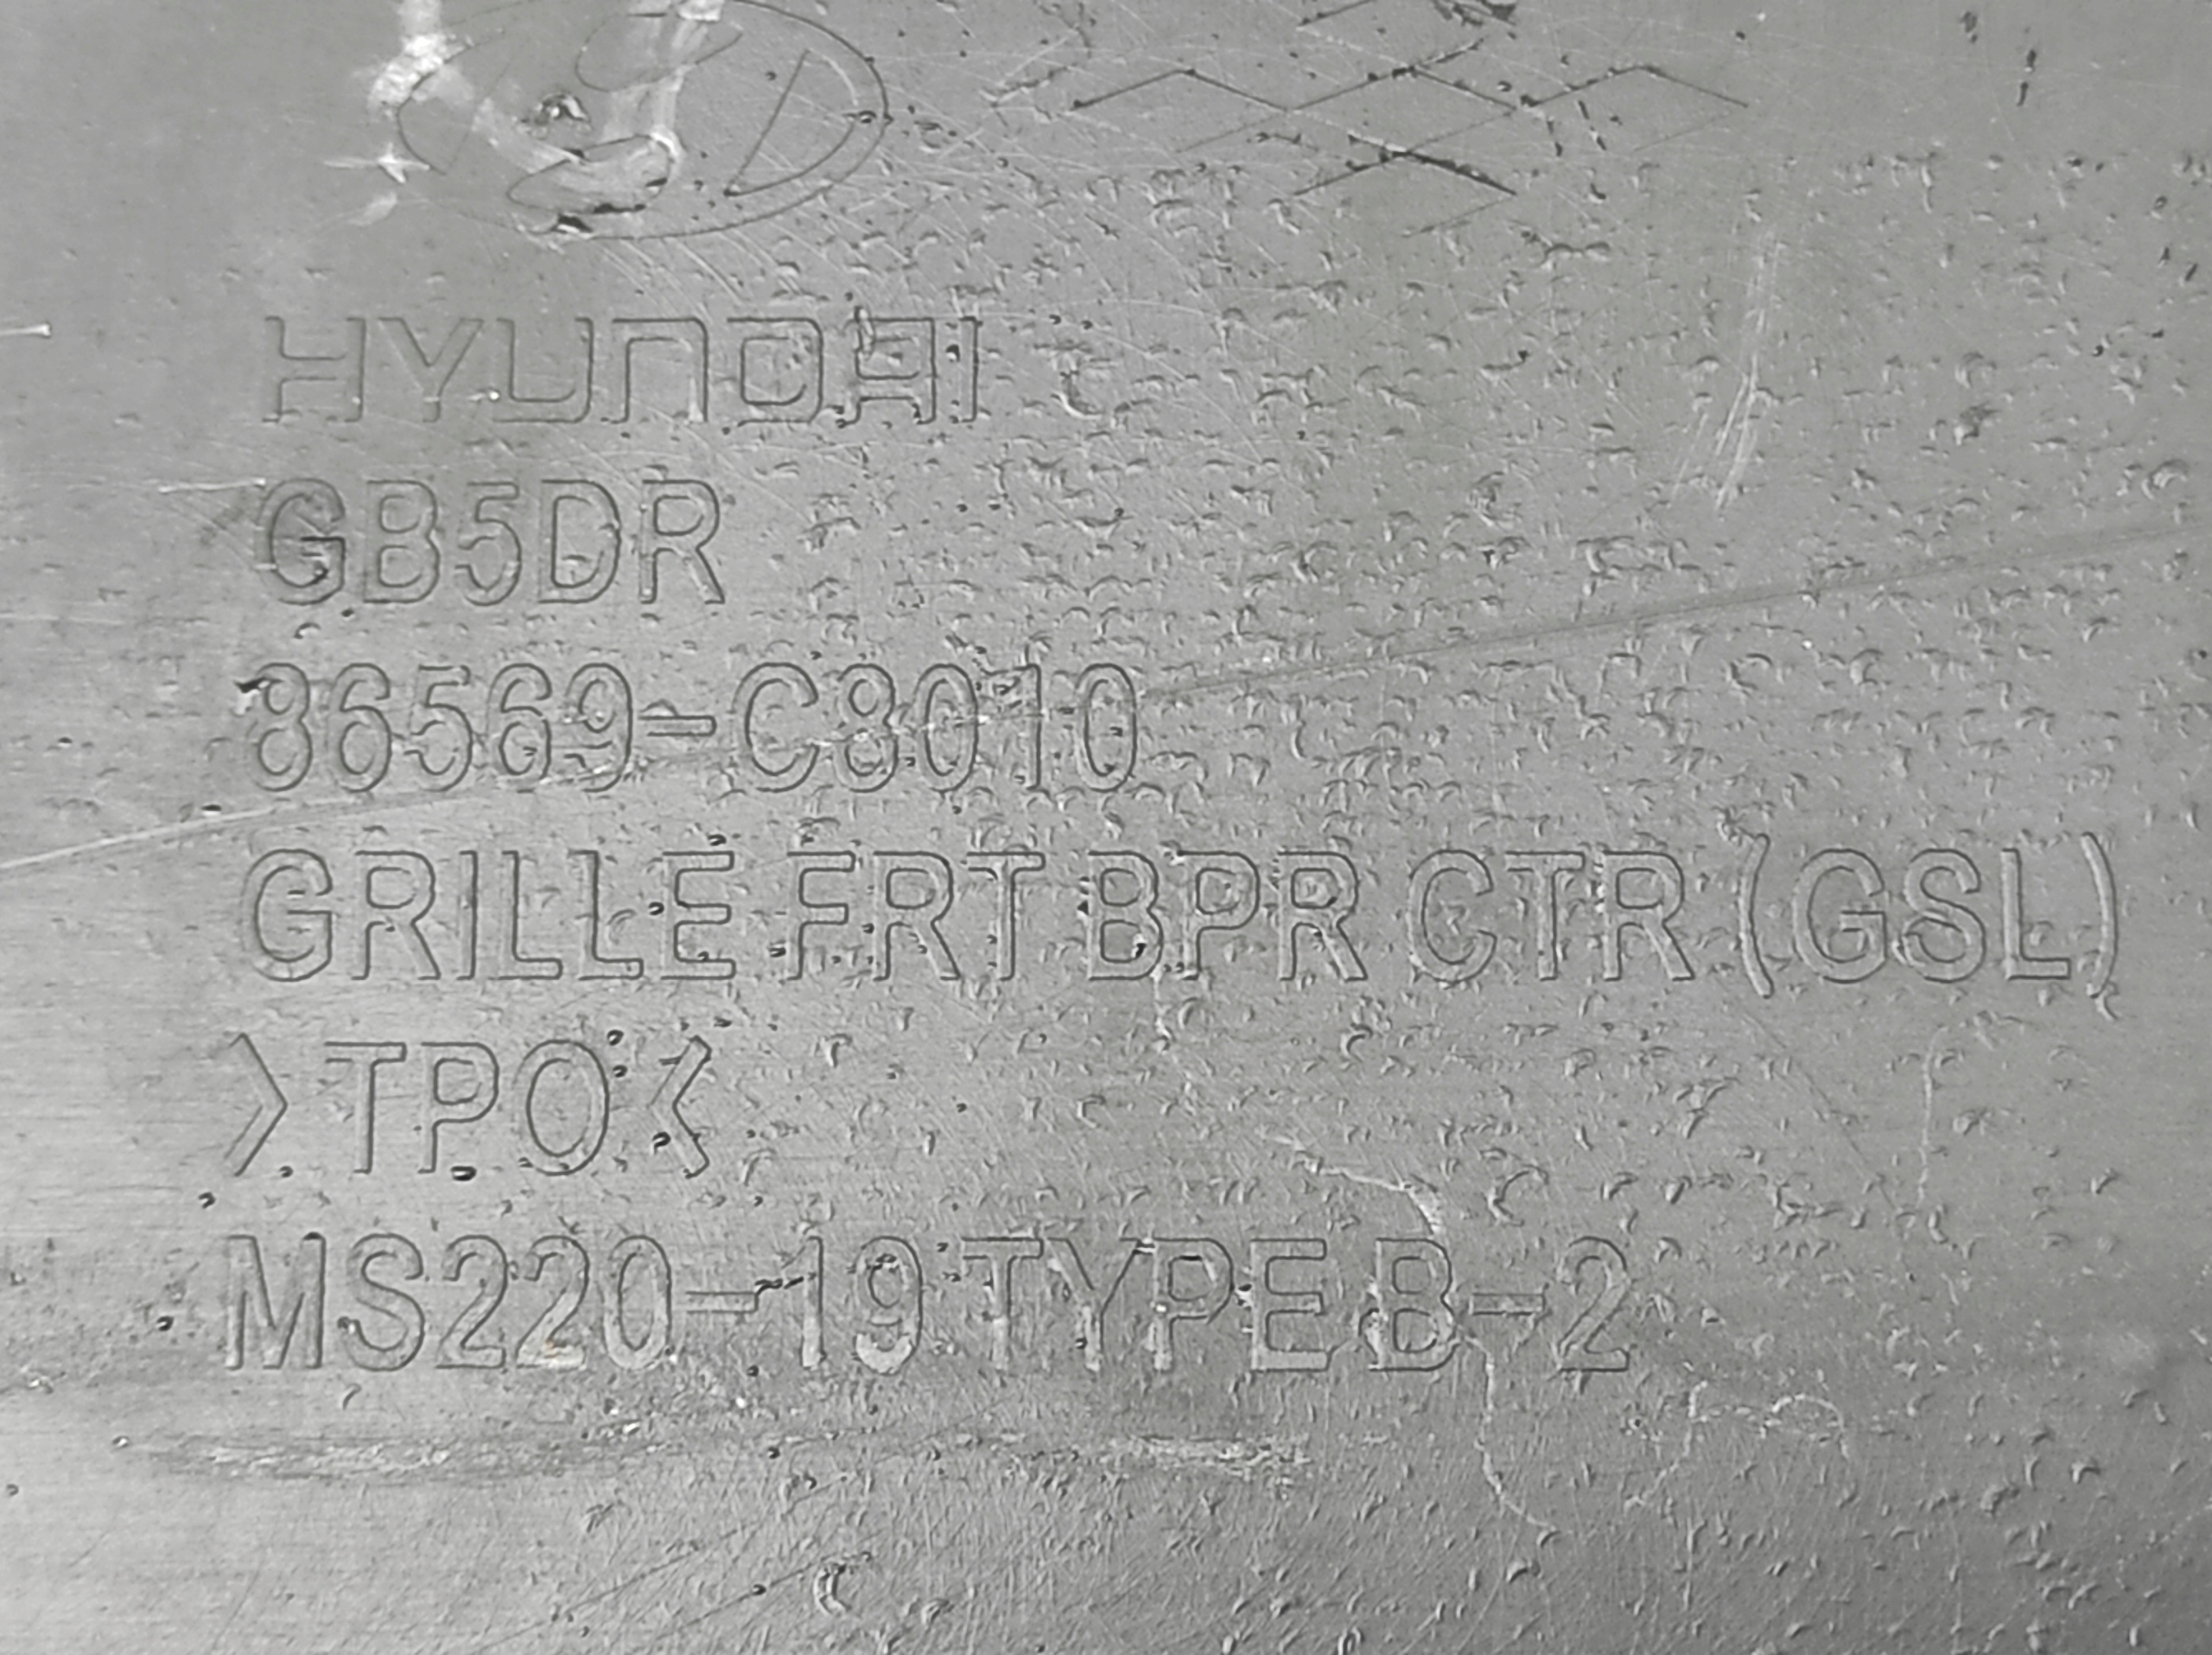 HYUNDAI
GB5DR
86569-C8010
GRILLE FRT BPR CTR (GSL)
>TPO<
MS220-19 TYPE B-2